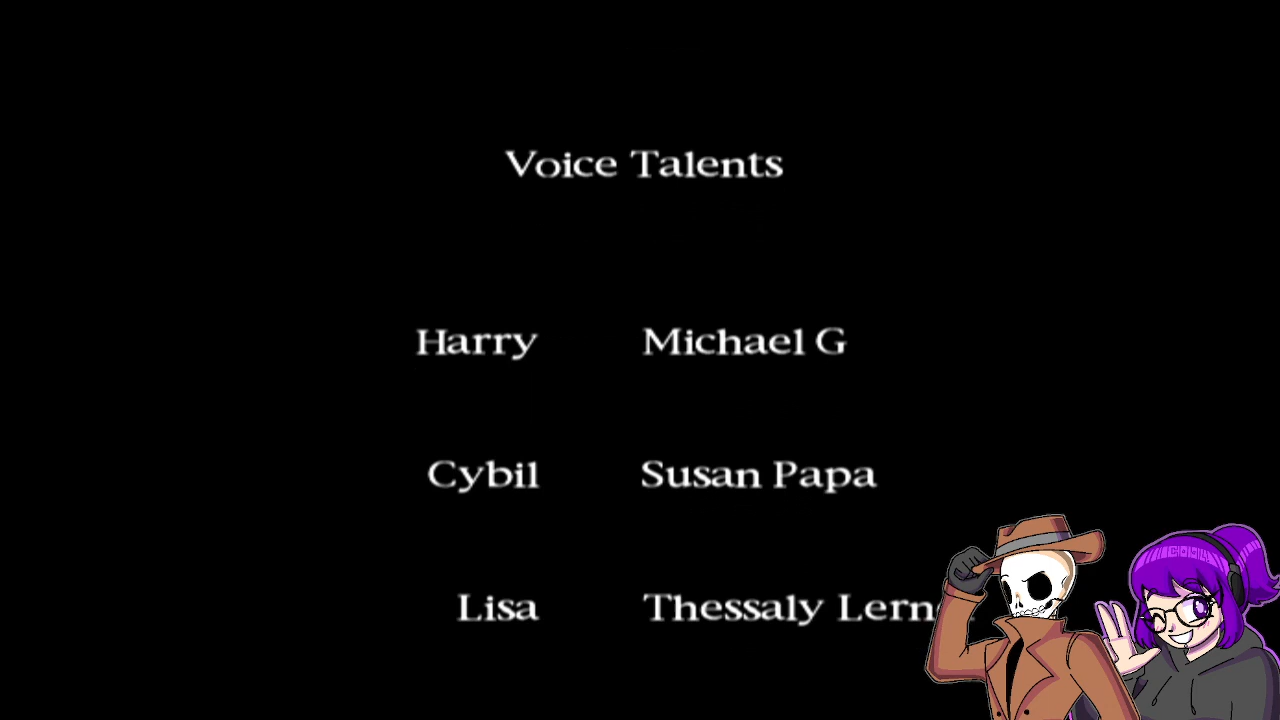 Voice Talents
Harry Michael G
Cybil Susan Papa
Lisa Thessaly